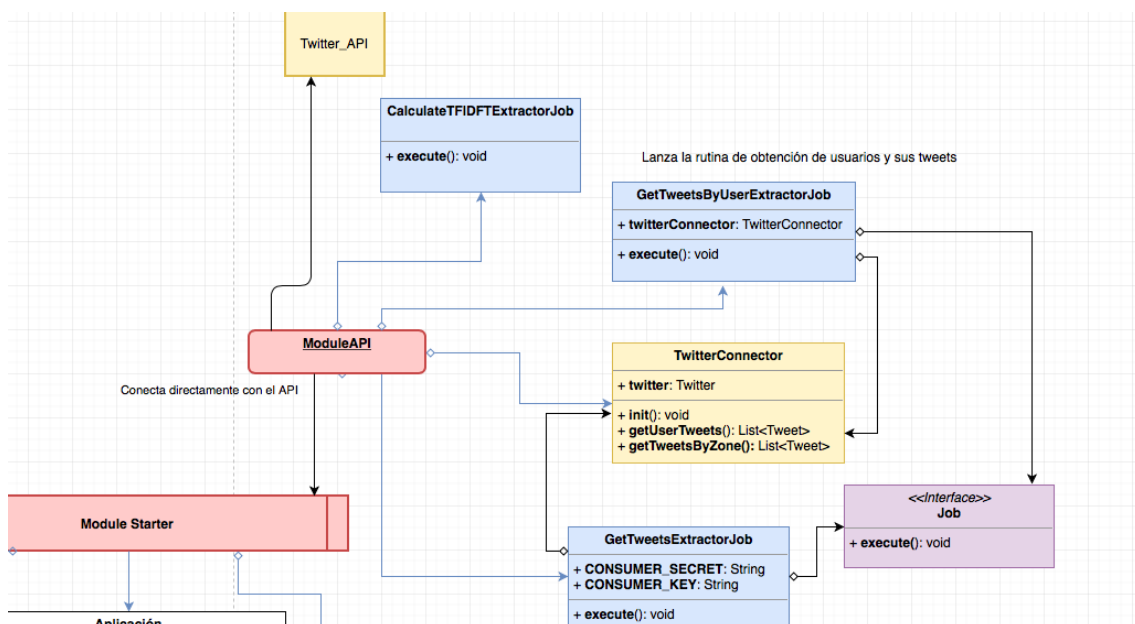 Twitter_API
CalculateTFIDFTExtractorJob
+ execute(): void
Lanza la rutina de obtención de usuarios y sus tweets
GetTweetsByUserExtractorJob
+ twitterConnector: TwitterConnector
+ execute(): void
ModuleAPI
Conecta directamente con el API
TwitterConnector
+ twitter: Twitter
+ init(): void
+ getUserTweets(): List<Tweet>
+ getTweetsByZone(): List<Tweet>
Module Starter
<<Interface>>
Job
+ execute(): void
GetTweetsExtractorJob
+ CONSUMER_SECRET: String
+ CONSUMER_KEY: String
+ execute(): void
Aplicación